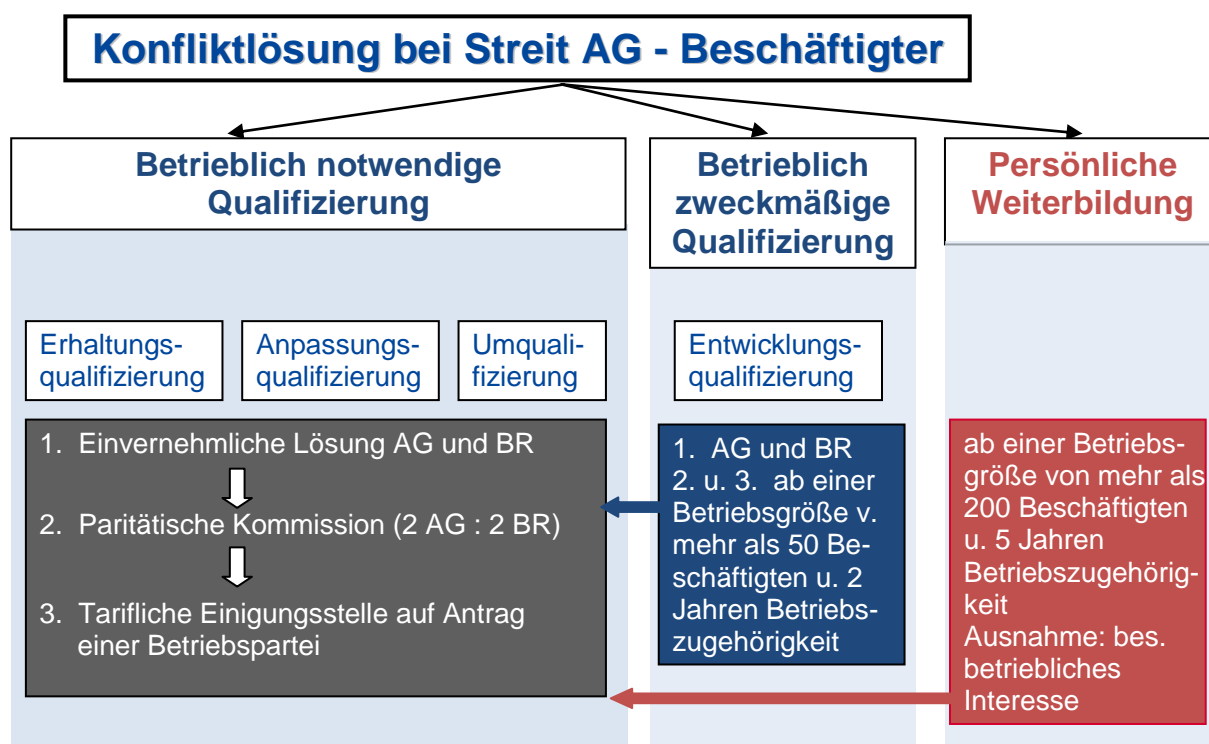 Konfliktlösung bei Streit AG - Beschäftigter
Betrieblich notwendige
Qualifizierung
Betrieblich
zweckmäßige
Qualifizierung
Persönliche
Weiterbildung
Erhaltungs-
qualifizierung
Anpassungs-
qualifizierung
Umquali-
fizierung
Entwicklungs-
qualifizierung
1. Einvernehmliche Lösung AG und BR
2. Paritätische Kommission (2 AG : 2 BR)
3. Tarifliche Einigungsstelle auf Antrag
einer Betriebspartei
1. AG und BR
2. u. 3. ab einer
Betriebsgröße v.
mehr als 50 Be-
schäftigten u. 2
Jahren Betriebs-
zugehörigkeit
ab einer Betriebs-
größe von mehr als
200 Beschäftigten
u. 5 Jahren
Betriebszugehörig-
keit
Ausnahme: bes.
betriebliches
Interesse